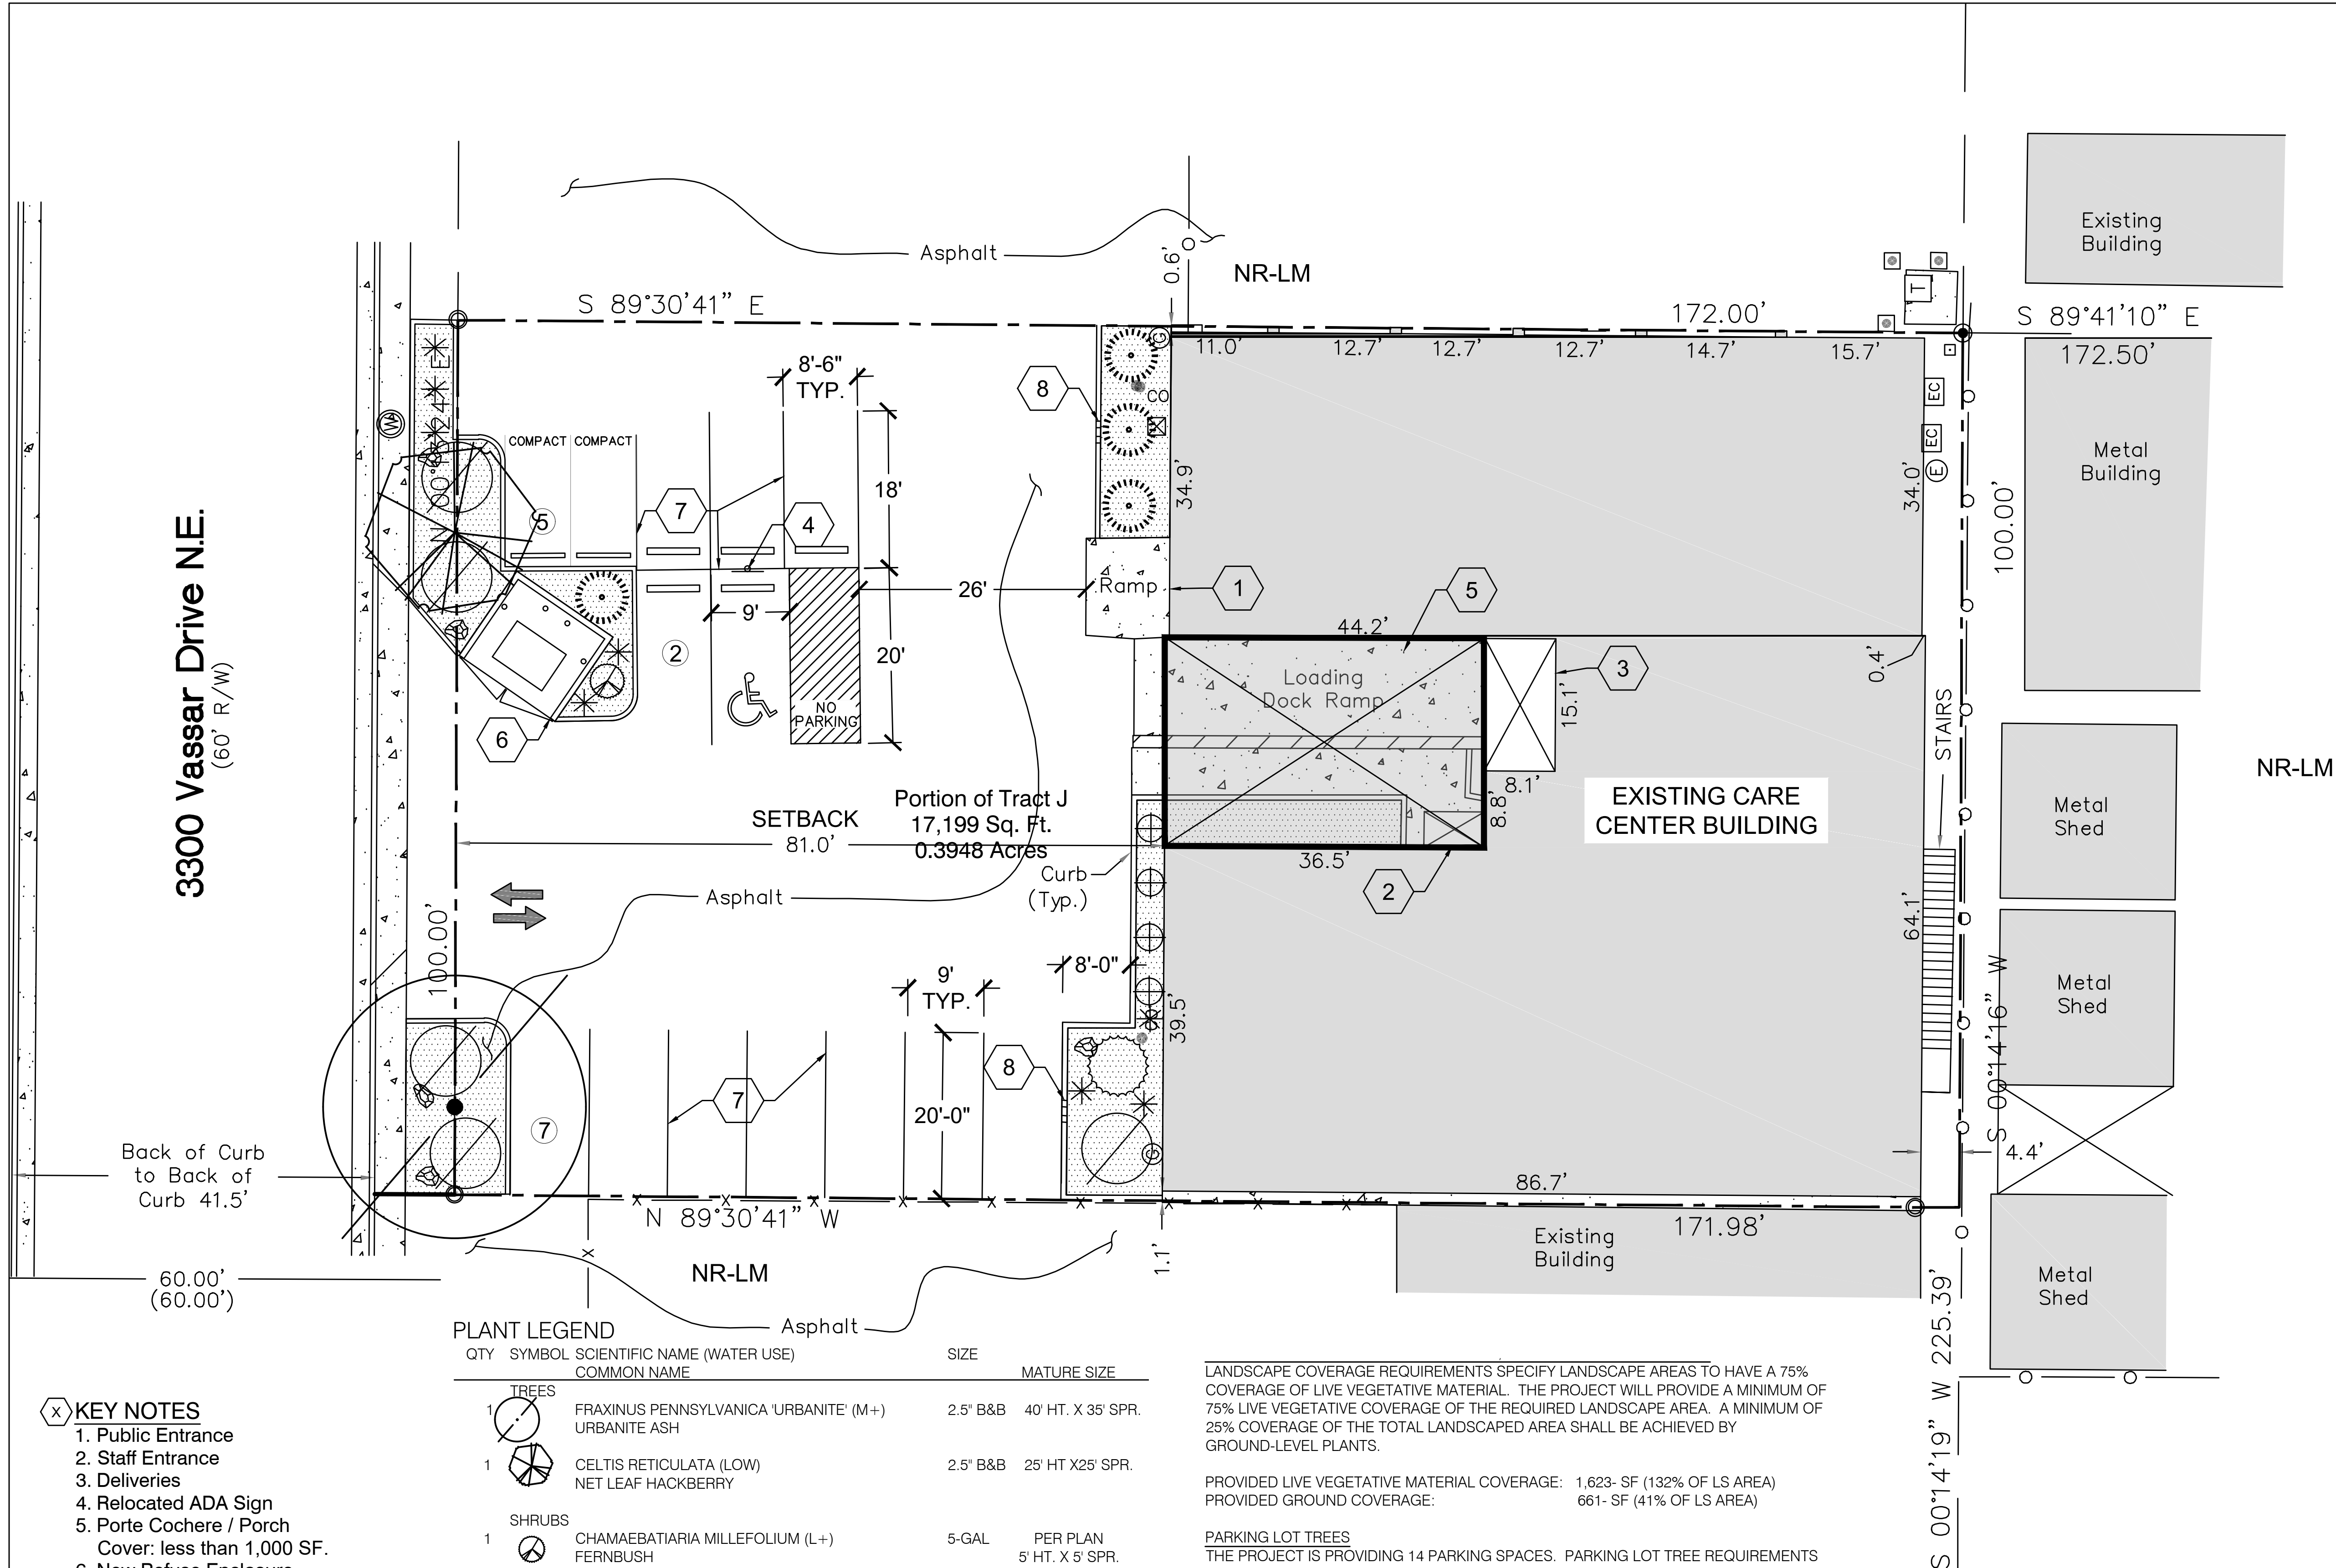 Existing
Building
Asphalt
0.6'
NR-LM
T
S 89°30'41" E
172.00'
S 89°41'10" E
172.50'
11.0'
12.7'
12.7'
12.7'
14.7'
15.7'
8'-6"
TYP.
8
G
CO
EC
EC
E
W
COMPACT
COMPACT
Metal
Building
18'
34.9'
34.0'
100.00'
7
4
5
3300 Vassar Drive N.E.
(60' R/W)
26'
Ramp
1
5
9'
44.2'
2
20'
Loading
Dock Ramp
3
15.1'
0.4'
NO
PARKING
6
STAIRS
NR-LM
8.1'
8.8'
EXISTING CARE
CENTER BUILDING
Portion of Tract J
17,199 Sq. Ft.
0.3948 Acres
SETBACK
81.0'
36.5'
Metal
Shed
Curb
(Typ.)
2
Asphalt
64.1'
100.00'
8'-0"
9'
TYP.
39.5'
Metal
Shed
S 00°14'16" W
8
7
20'-0"
7
G
Back of Curb
to Back of
Curb 41.5'
4.4'
86.7'
N 89°30'41" W
171.98'
Existing
Building
1.1'
NR-LM
60.00'
(60.00')
Metal
Shed
Asphalt
S 00°14'19" W 225.39'
PLANT LEGEND
QTY SYMBOL SCIENTIFIC NAME (WATER USE) SIZE
COMMON NAME MATURE SIZE
TREES
1 FRAXINUS PENNSYLVANICA 'URBANITE' (M+) 2.5" B&B 40' HT. X 35' SPR.
URBANITE ASH
1 CELTIS RETICULATA (LOW) 2.5" B&B 25' HT X25' SPR.
NET LEAF HACKBERRY
SHRUBS
1 CHAMAEBATIARIA MILLEFOLIUM (L+) 5-GAL PER PLAN
FERNBUSH 5' HT. X 5' SPR.
X KEY NOTES
1. Public Entrance
2. Staff Entrance
3. Deliveries
4. Relocated ADA Sign
5. Porte Cochere / Porch
Cover: less than 1,000 SF.
6. New Refuse Enclosure
LANDSCAPE COVERAGE REQUIREMENTS SPECIFY LANDSCAPE AREAS TO HAVE A 75%
COVERAGE OF LIVE VEGETATIVE MATERIAL. THE PROJECT WILL PROVIDE A MINIMUM OF
75% LIVE VEGETATIVE COVERAGE OF THE REQUIRED LANDSCAPE AREA. A MINIMUM OF
25% COVERAGE OF THE TOTAL LANDSCAPED AREA SHALL BE ACHIEVED BY
GROUND-LEVEL PLANTS.
PROVIDED LIVE VEGETATIVE MATERIAL COVERAGE: 1,623- SF (132% OF LS AREA)
PROVIDED GROUND COVERAGE: 661- SF (41% OF LS AREA)
PARKING LOT TREES
THE PROJECT IS PROVIDING 14 PARKING SPACES. PARKING LOT TREE REQUIREMENTS